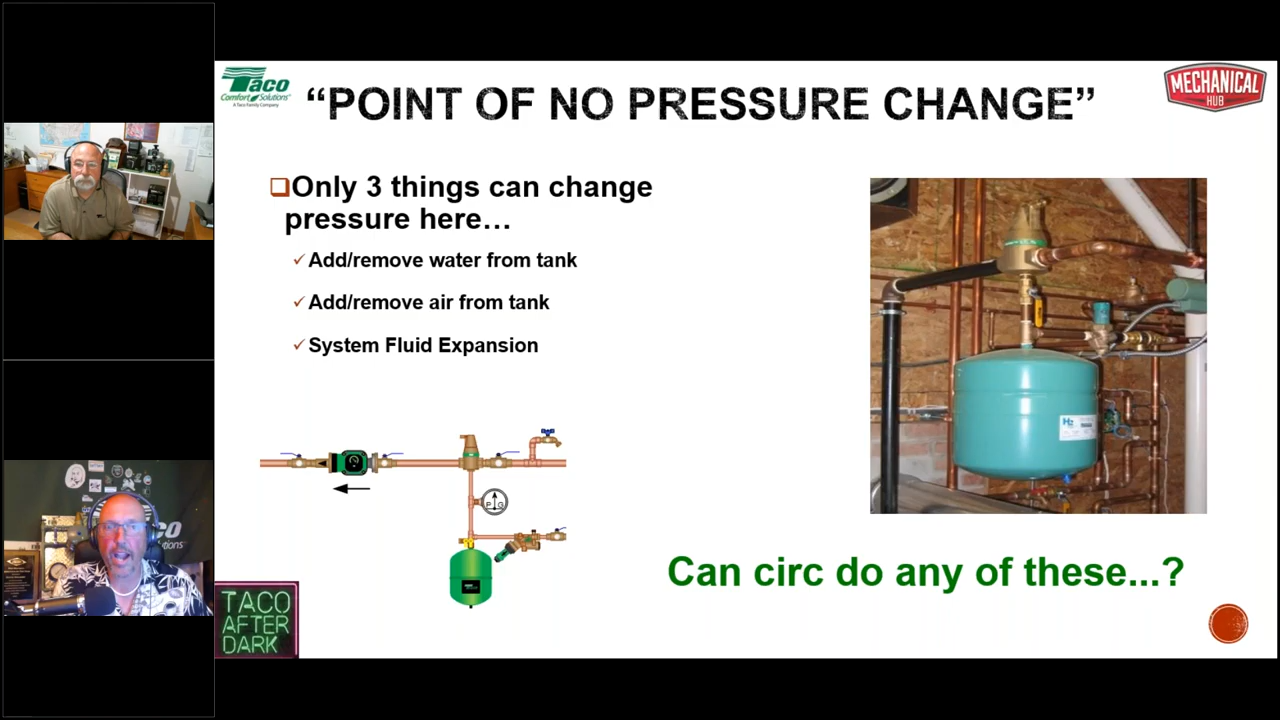 Taco
Comfort Solutions
A Taco Family Company
“POINT OF NO PRESSURE CHANGE”
MECHANICAL
HUB
Only 3 things can change
pressure here...
Add/remove water from tank
Add/remove air from tank
System Fluid Expansion
P G
Can circ do any of these...?
TACO
AFTER
DARK